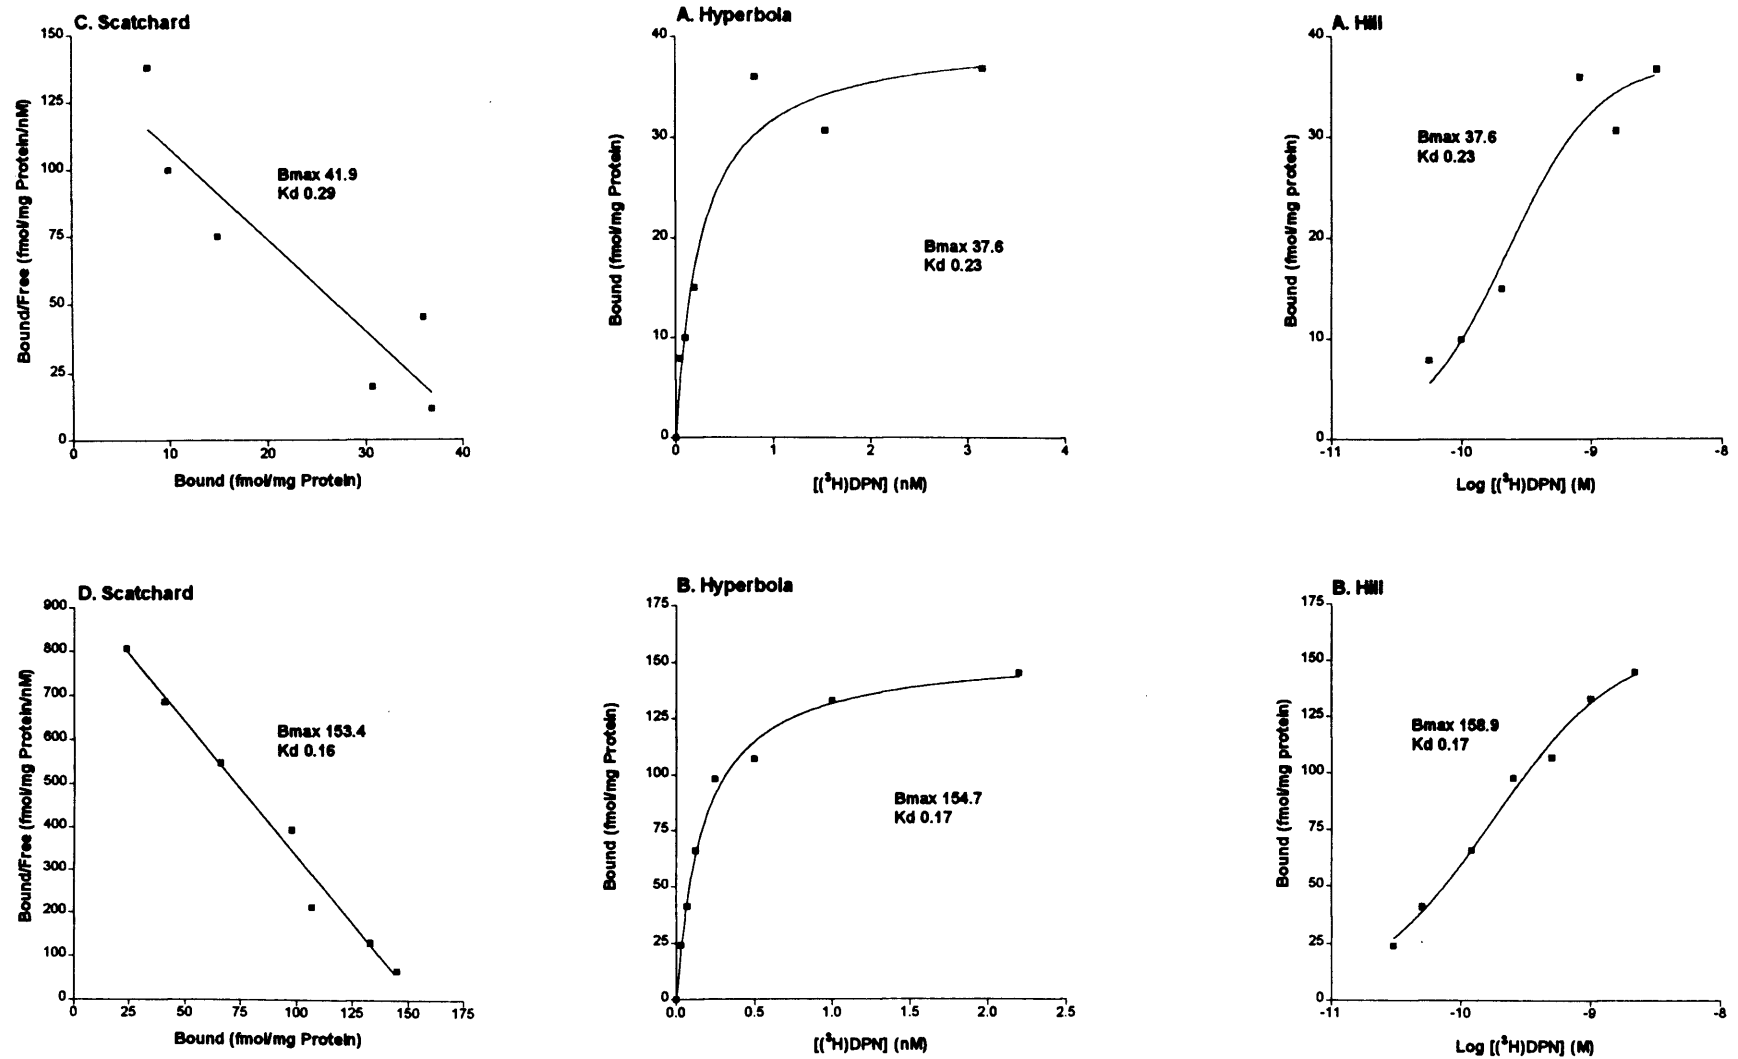 C. Scatchard
150
125
100
75
50
25
0
0 10 20 30 40
Bound/Free (fmol/mg Protein/nM)
Bound (fmol/mg Protein)
Bmax 41.9
Kd 0.29
A. Hyperbola
40
30
20
10
0
0 1 2 3 4
Bound (fmol/mg Protein)
[(³H)DPN] (nM)
Bmax 37.6
Kd 0.23
A. Hill
40
30
20
10
0
-11 -10 -9 -8
Bound (fmol/mg protein)
Log [(³H)DPN] (M)
Bmax 37.6
Kd 0.23
D. Scatchard
900
800
700
600
500
400
300
200
100
0
0 25 50 75 100 125 150 175
Bound/Free (fmol/mg Protein/nM)
Bound (fmol/mg Protein)
Bmax 153.4
Kd 0.16
B. Hyperbola
175
150
125
100
75
50
25
0
0.0 0.5 1.0 1.5 2.0 2.5
Bound (fmol/mg Protein)
[(³H)DPN] (nM)
Bmax 154.7
Kd 0.17
B. Hill
175
150
125
100
75
50
25
0
-11 -10 -9 -8
Bound (fmol/mg protein)
Log [(³H)DPN] (M)
Bmax 158.9
Kd 0.17